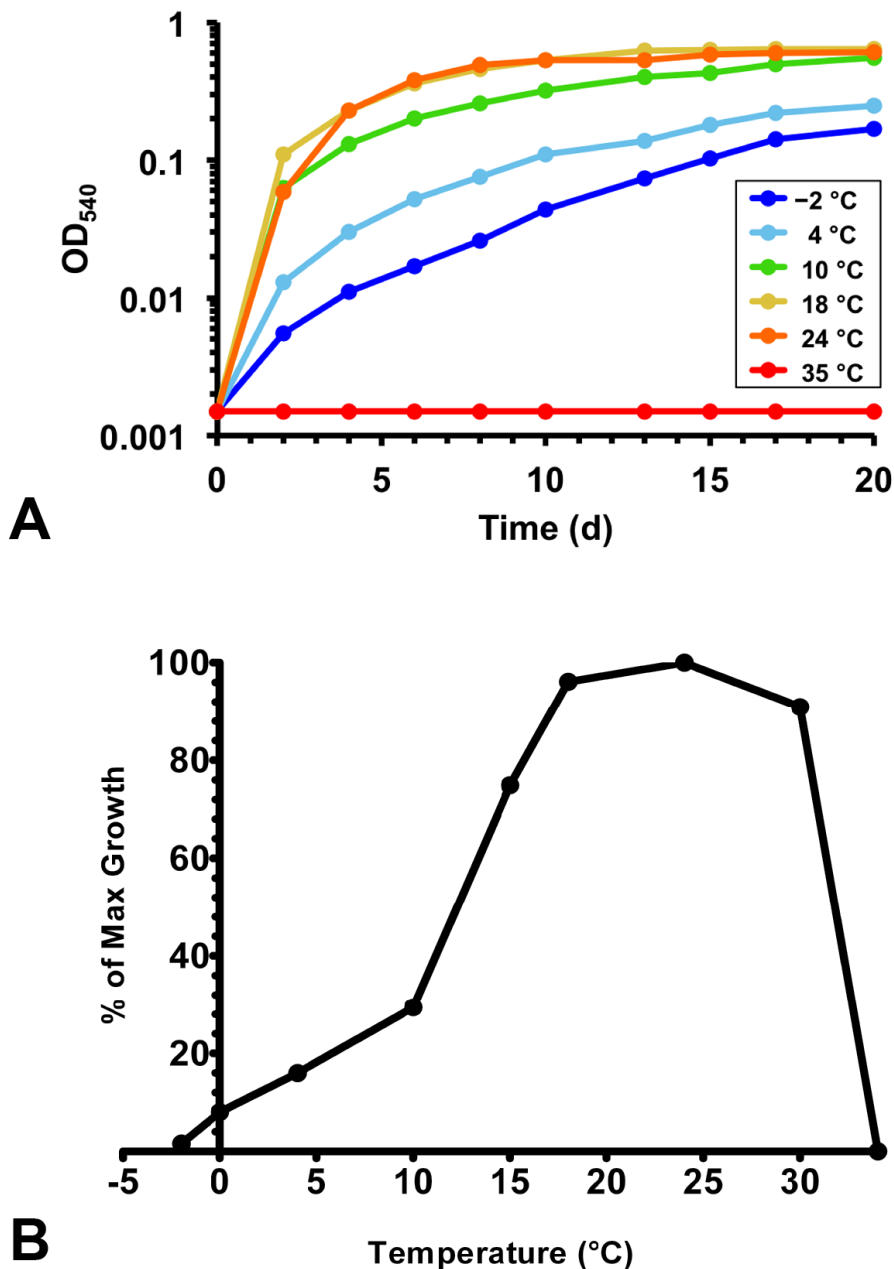 1
0.1
0.01
0.001
OD540
−2 °C
4 °C
10 °C
18 °C
24 °C
35 °C
0 5 10 15 20
Time (d)
A
100
80
60
40
20
% of Max Growth
-5 0 5 10 15 20 25 30
Temperature (°C)
B